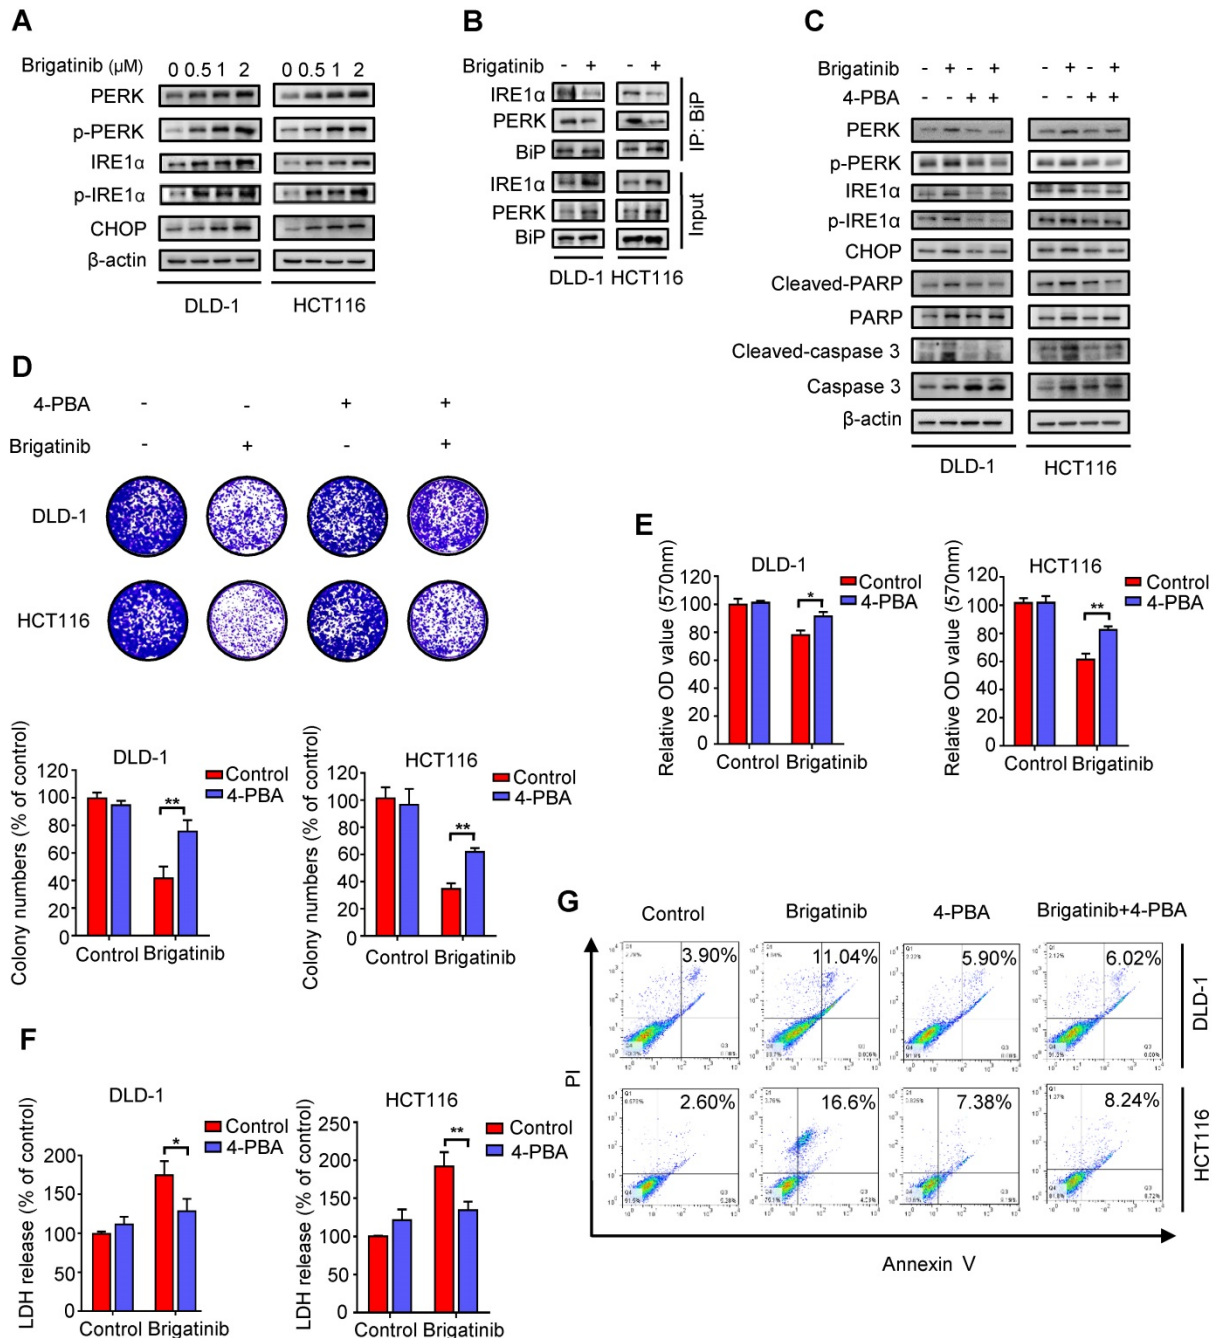 A
Brigatinib (μM) 0 0.5 1 2 0 0.5 1 2
PERK
p-PERK
IRE1α
p-IRE1α
CHOP
β-actin
DLD-1 HCT116
B
Brigatinib - + - +
IRE1α
PERK
BiP
IP: BiP
IRE1α
PERK
BiP
Input
DLD-1 HCT116
C
Brigatinib - + - + - + - +
4-PBA - - + + - - + +
PERK
p-PERK
IRE1α
p-IRE1α
CHOP
Cleaved-PARP
PARP
Cleaved-caspase 3
Caspase 3
β-actin
DLD-1 HCT116
D
4-PBA - - + +
Brigatinib - + - +
DLD-1
HCT116
DLD-1
Control
4-PBA
Colony numbers (% of control)
120
100
80
60
40
20
0
**
Control Brigatinib
HCT116
Control
4-PBA
Colony numbers (% of control)
120
100
80
60
40
20
0
**
Control Brigatinib
E
DLD-1
Control
4-PBA
Relative OD value (570nm)
120
100
80
60
40
20
0
*
Control Brigatinib
HCT116
Control
4-PBA
Relative OD value (570nm)
120
100
80
60
40
20
0
**
Control Brigatinib
F
DLD-1
Control
4-PBA
LDH release (% of control)
200
150
100
50
0
*
Control Brigatinib
HCT116
Control
4-PBA
LDH release (% of control)
250
200
150
100
50
0
**
Control Brigatinib
G
Control Brigatinib 4-PBA Brigatinib+4-PBA
3.90% 11.04% 5.90% 6.02%
DLD-1
2.60% 16.6% 7.38% 8.24%
HCT116
PI
Annexin V